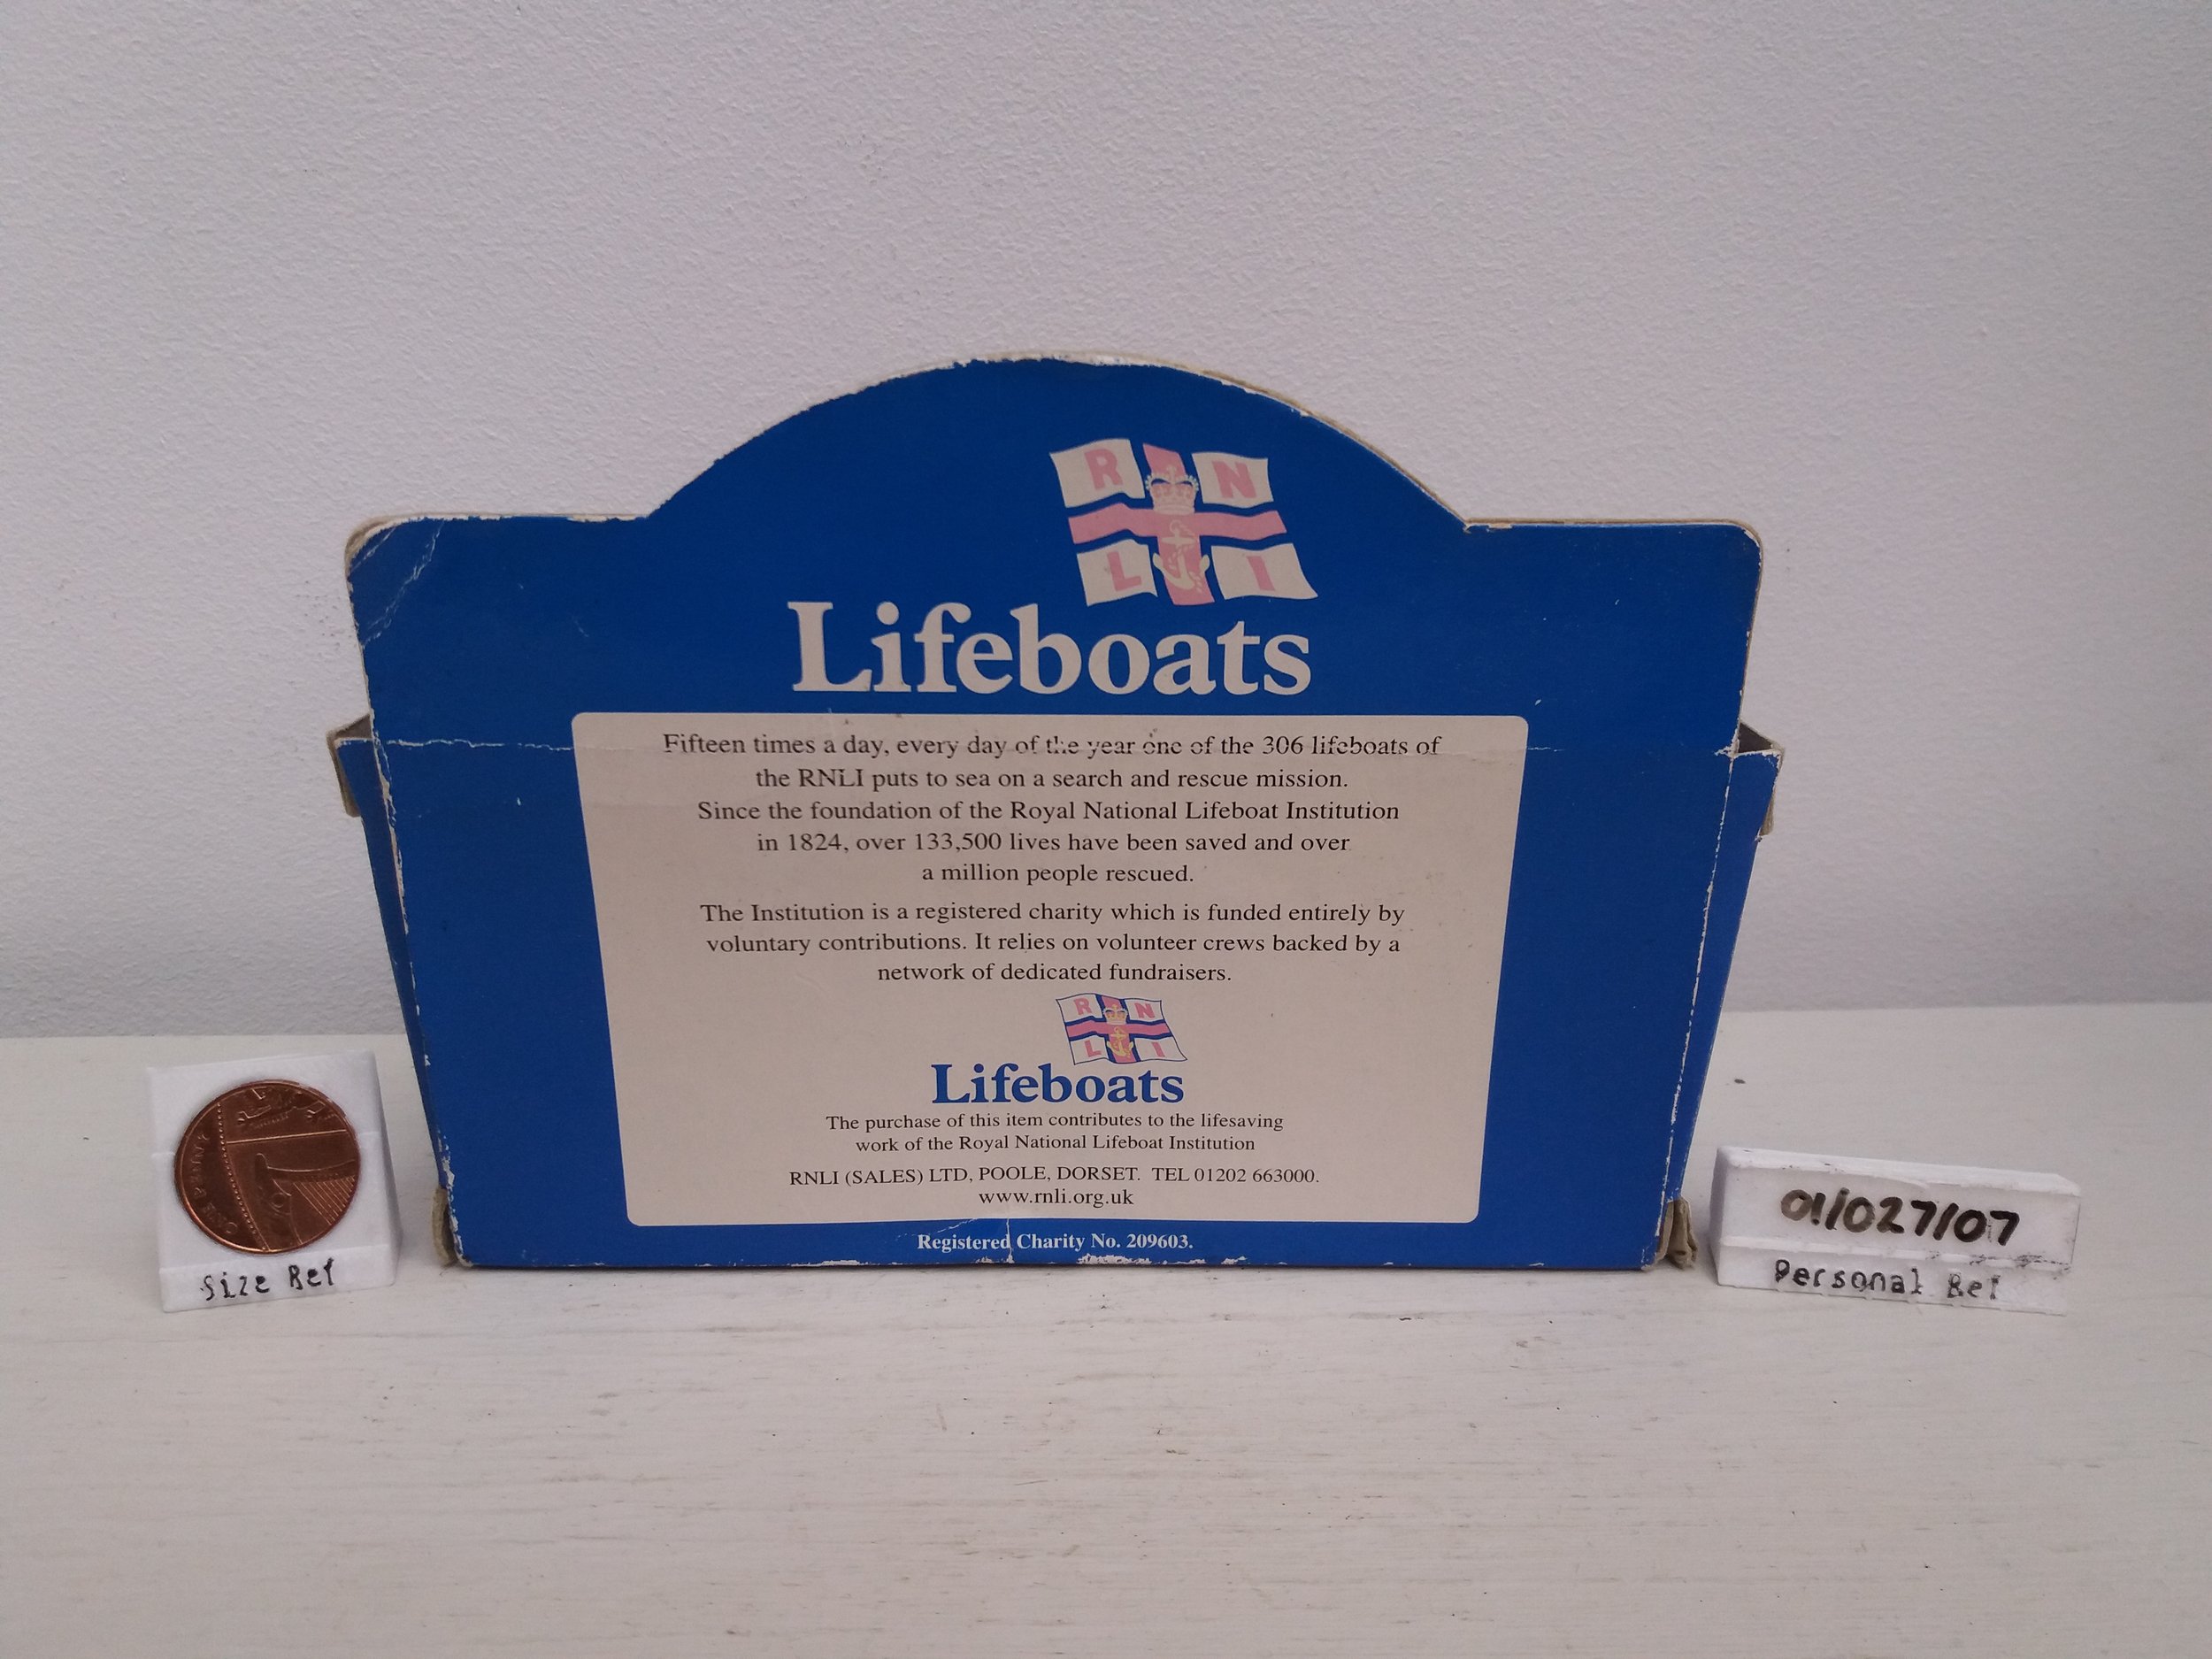 R N
L I
Lifeboats
Fifteen times a day, every day of the year one of the 306 lifeboats of
the RNLI puts to sea on a search and rescue mission.
Since the foundation of the Royal National Lifeboat Institution
in 1824, over 133,500 lives have been saved and over
a million people rescued.
The Institution is a registered charity which is funded entirely by
voluntary contributions. It relies on volunteer crews backed by a
network of dedicated fundraisers.
R N
L I
Lifeboats
The purchase of this item contributes to the lifesaving
work of the Royal National Lifeboat Institution
RNLI (SALES) LTD, POOLE, DORSET. TEL 01202 663000.
www.rnli.org.uk
Registered Charity No. 209603.
ONE PENNY
Size Ref
01/027/07
Personal Ref